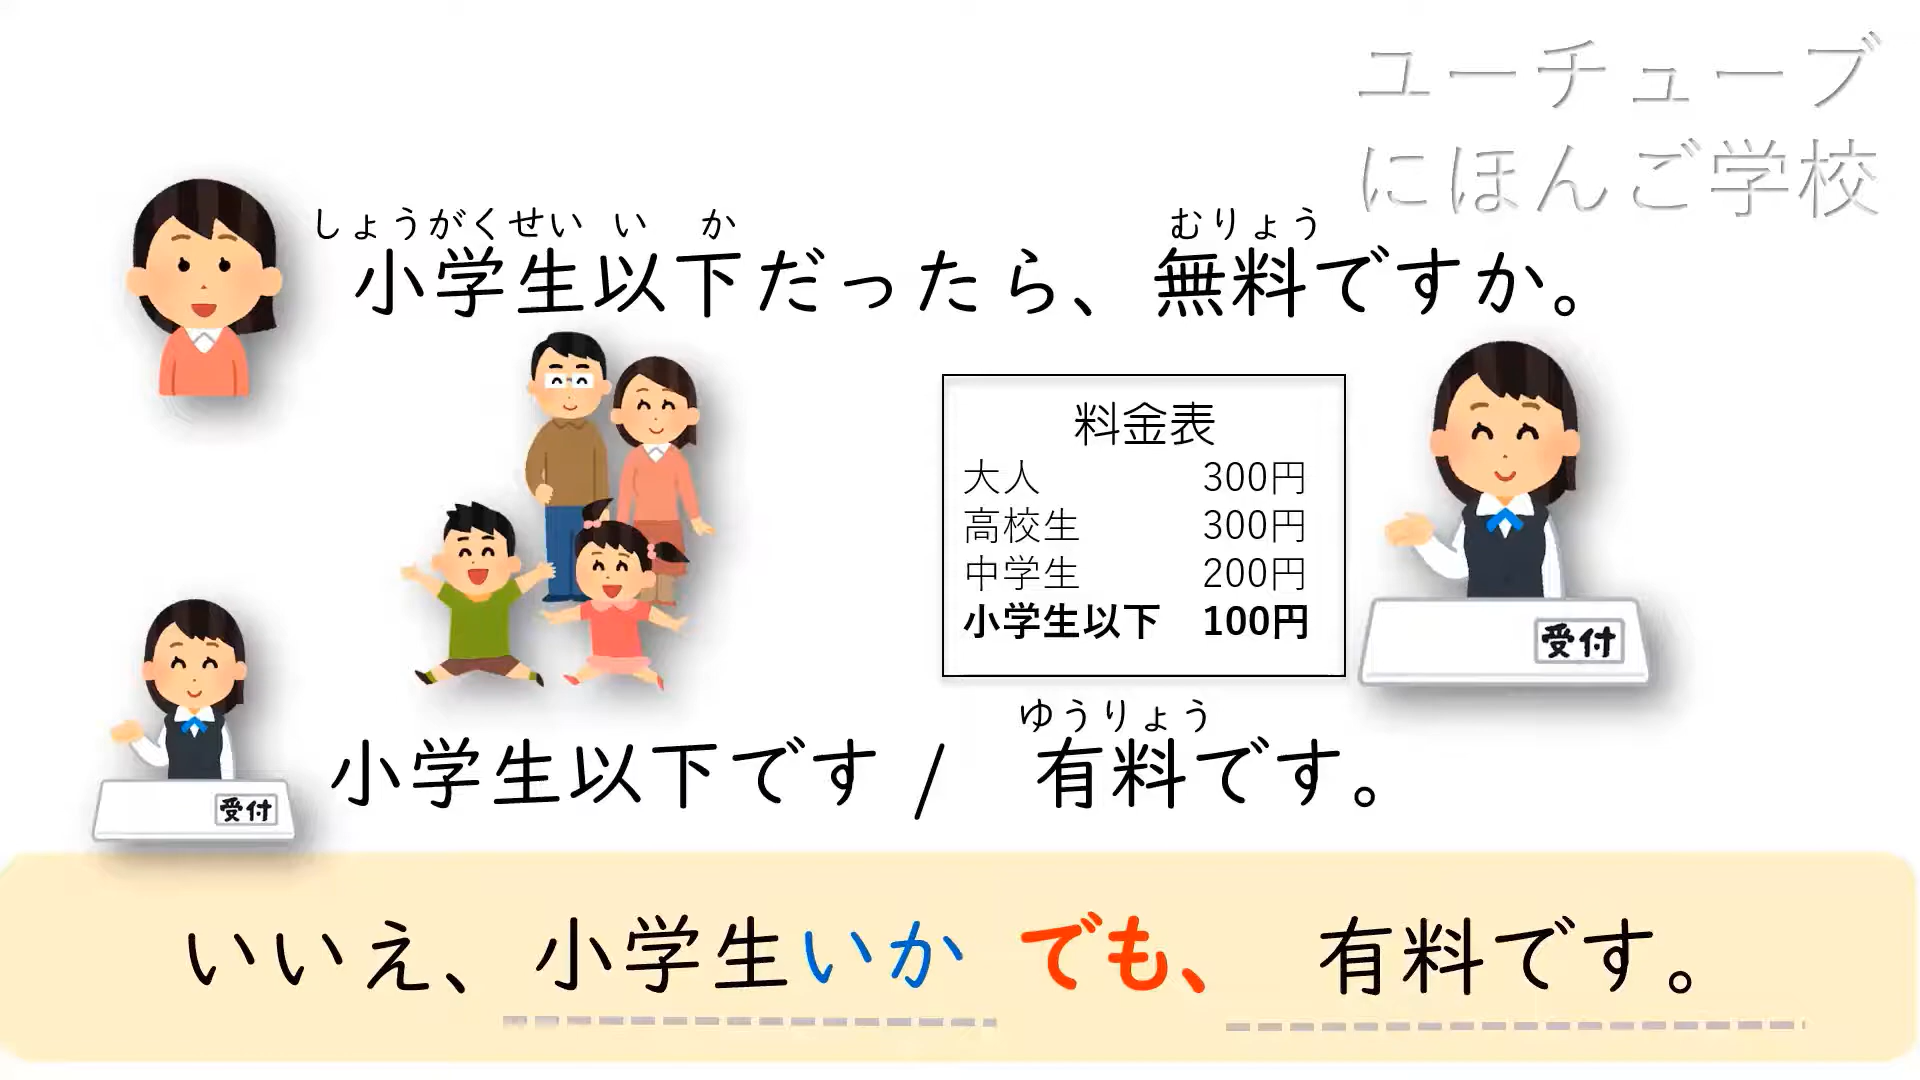 ユーチューブ
にほんご学校
しょうがくせい い か むりょう
小学生以下だったら、無料ですか。
料金表
大人 300円
高校生 300円
中学生 200円
小学生以下 100円
受付
ゆうりょう
小学生以下です / 有料です。
受付
いいえ、小学生いか でも、 有料です。